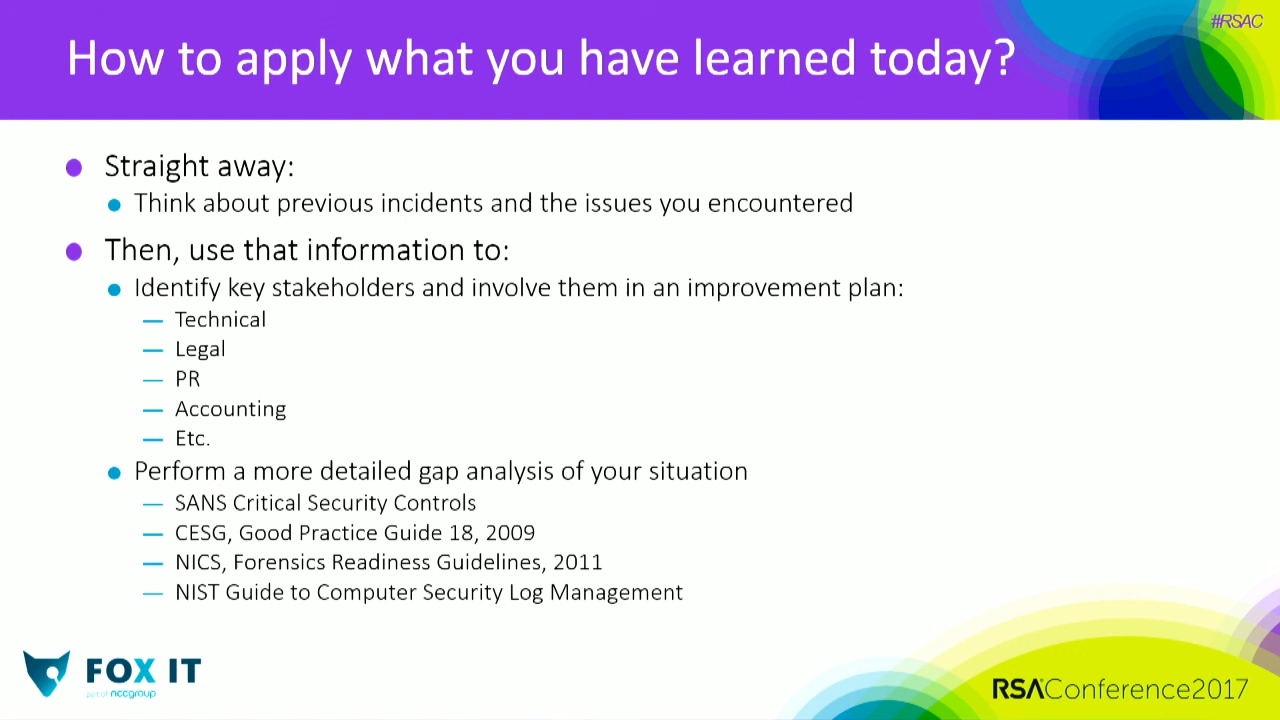 #RSAC
How to apply what you have learned today?
Straight away:
Think about previous incidents and the issues you encountered
Then, use that information to:
Identify key stakeholders and involve them in an improvement plan:
— Technical
— Legal
— PR
— Accounting
— Etc.
Perform a more detailed gap analysis of your situation
— SANS Critical Security Controls
— CESG, Good Practice Guide 18, 2009
— NICS, Forensics Readiness Guidelines, 2011
— NIST Guide to Computer Security Log Management
FOX IT
part of nccgroup
RSAConference2017